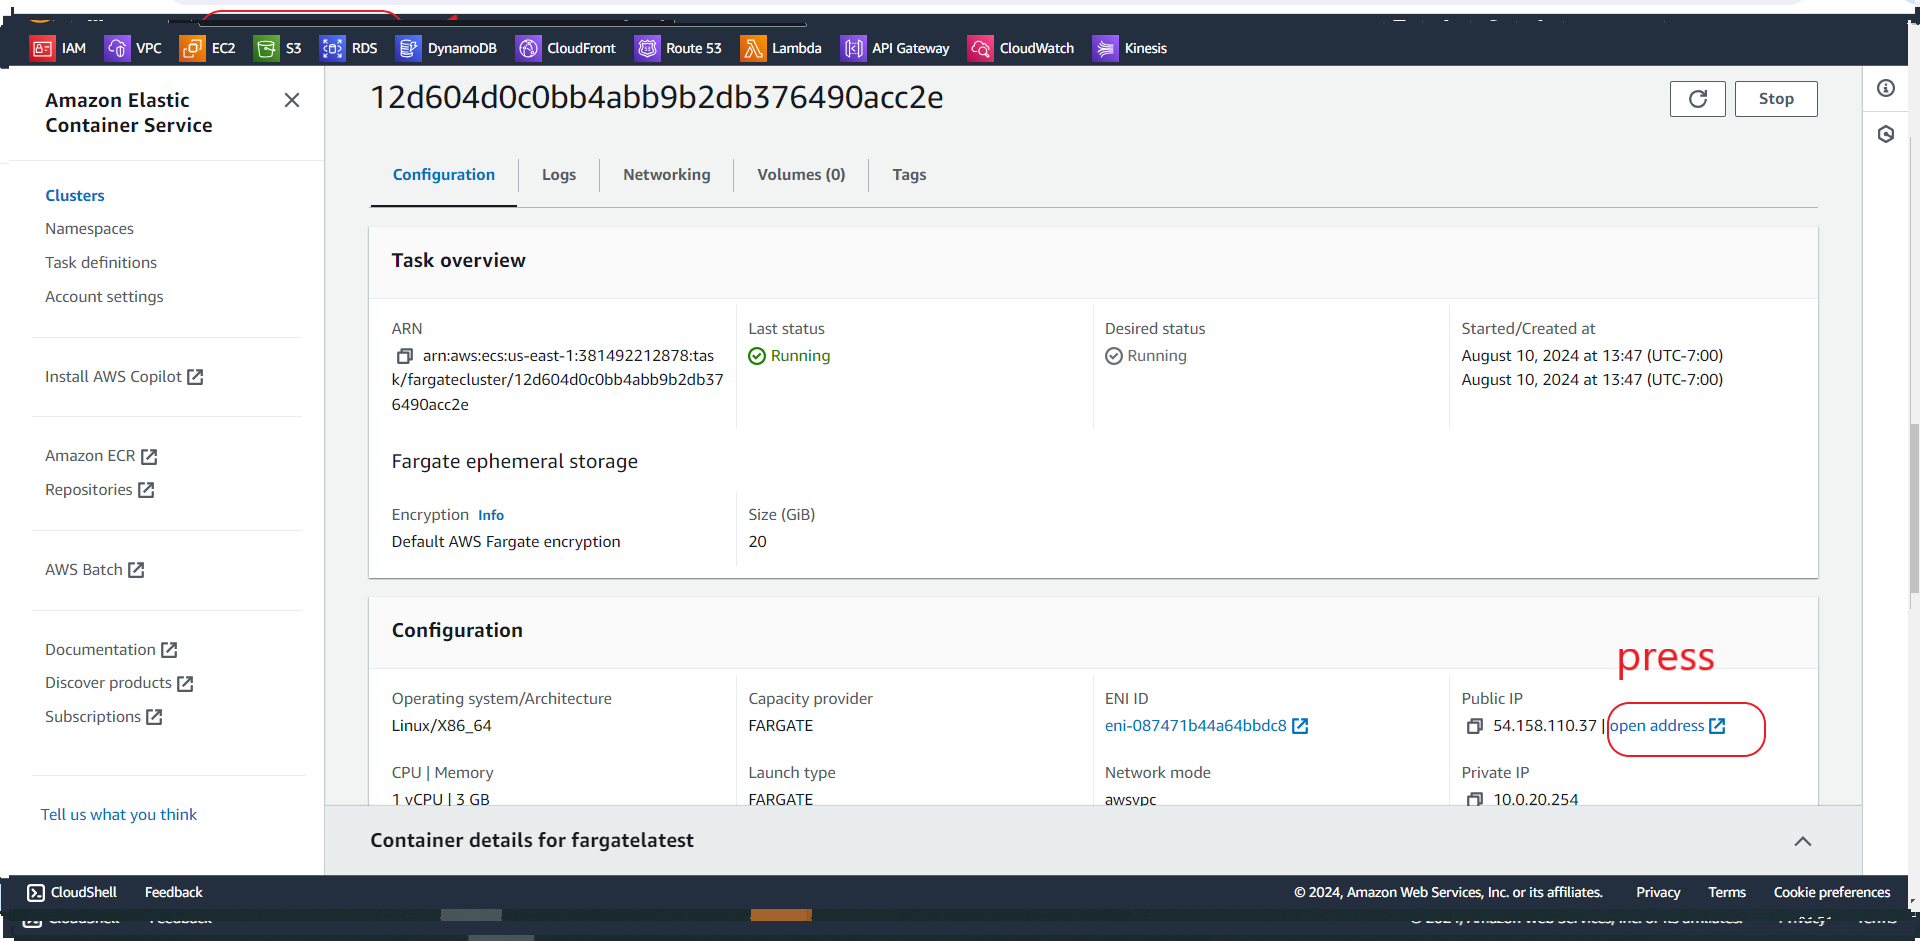 IAM VPC EC2 S3 RDS DynamoDB CloudFront Route 53 Lambda API Gateway CloudWatch Kinesis
Amazon Elastic
Container Service
Clusters
Namespaces
Task definitions
Account settings
Install AWS Copilot
Amazon ECR
Repositories
AWS Batch
Documentation
Discover products
Subscriptions
Tell us what you think
12d604d0c0bb4abb9b2db376490acc2e
Stop
Configuration Logs Networking Volumes (0) Tags
Task overview
ARN
arn:aws:ecs:us-east-1:381492212878:tas
k/fargatecluster/12d604d0c0bb4abb9b2db37
6490acc2e
Last status
Running
Desired status
Running
Started/Created at
August 10, 2024 at 13:47 (UTC-7:00)
August 10, 2024 at 13:47 (UTC-7:00)
Fargate ephemeral storage
Encryption Info
Default AWS Fargate encryption
Size (GiB)
20
Configuration
press
Operating system/Architecture
Linux/X86_64
Capacity provider
FARGATE
ENI ID
eni-087471b44a64bbdc8
Public IP
54.158.110.37 | open address
CPU | Memory
1 vCPU | 3 GB
Launch type
FARGATE
Network mode
awsvpc
Private IP
10.0.20.254
Container details for fargatelatest
CloudShell Feedback © 2024, Amazon Web Services, Inc. or its affiliates. Privacy Terms Cookie preferences